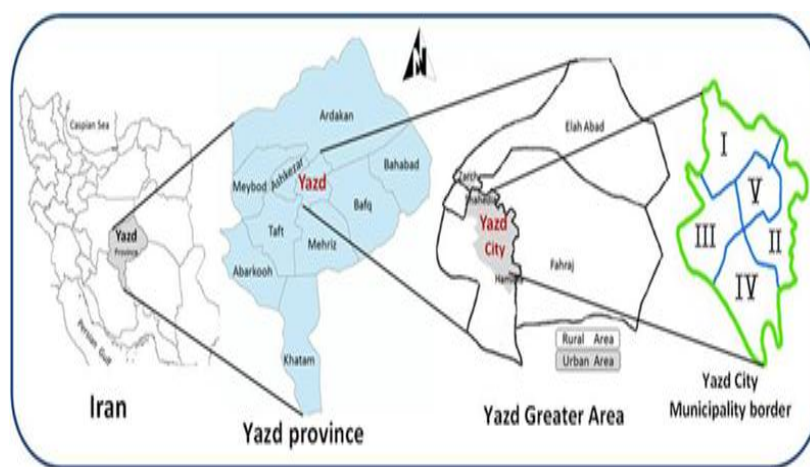 Caspian Sea
Yazd
Province
Persian Gulf
Iran
N
Ardakan
Ashkezar
Meybod
Yazd
Bahabad
Bafq
Taft
Mehriz
Abarkooh
Khatam
Yazd province
Elah Abad
Zarch
Yazd
City
Fahraj
Rural Area
Urban Area
Yazd Greater Area
I
V
III
II
IV
Yazd City
Municipality border